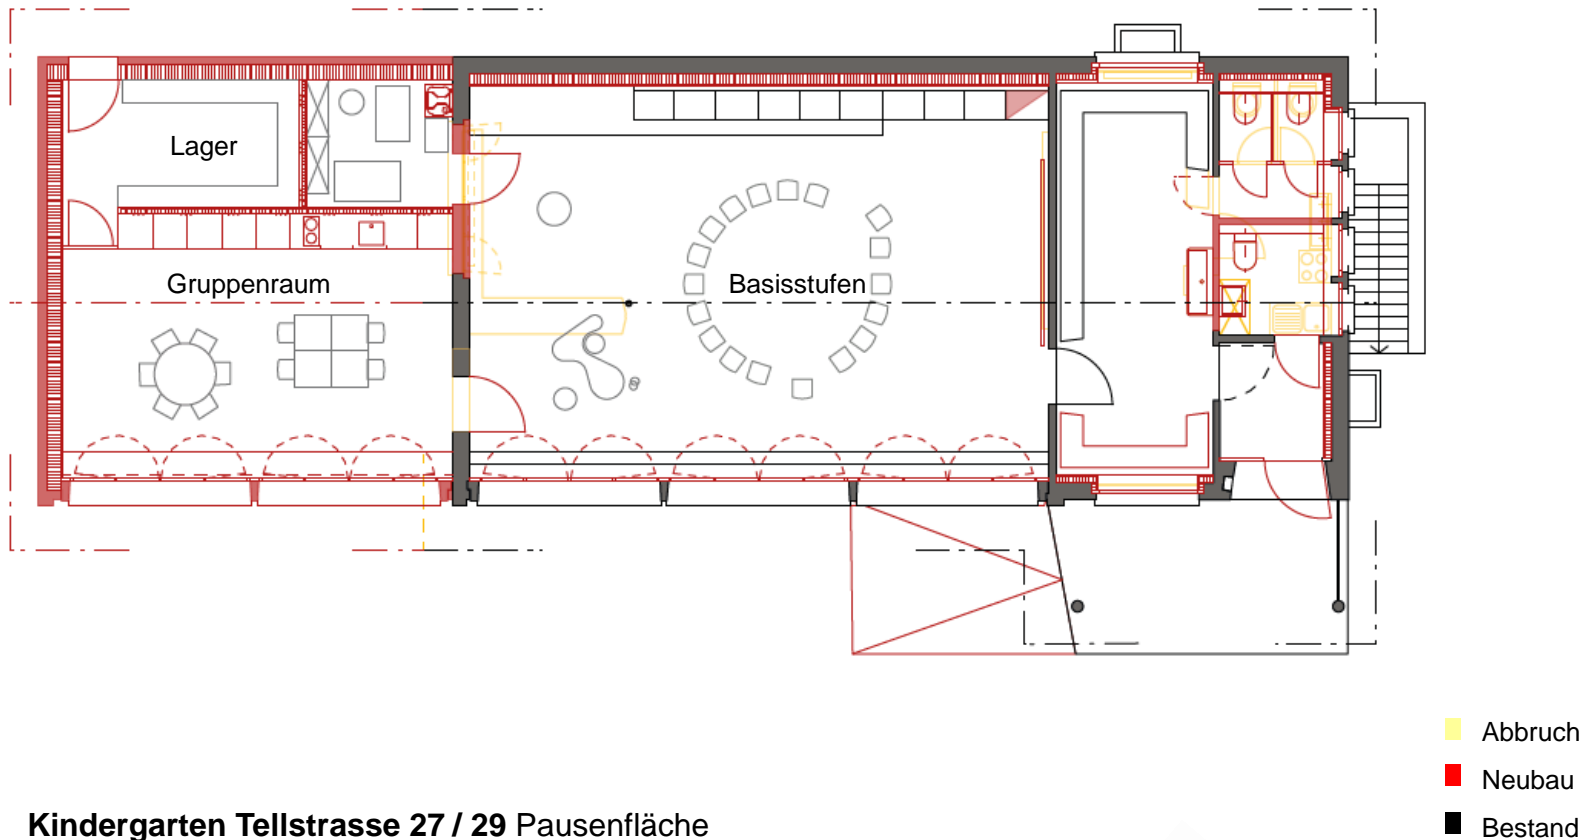 Lager
Gruppenraum
Basisstufen
Abbruch
Neubau
Bestand
Kindergarten Tellstrasse 27 / 29 Pausenfläche